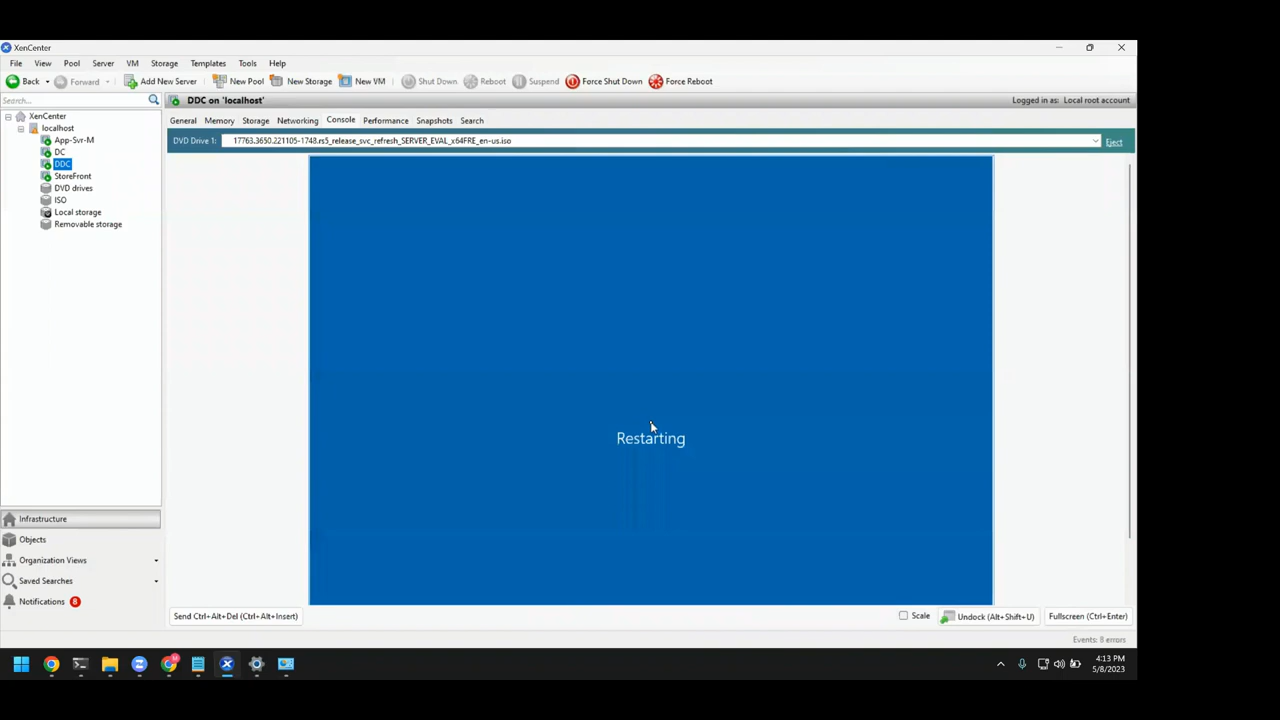 XenCenter
File View Pool Server VM Storage Templates Tools Help
Back Forward Add New Server New Pool New Storage New VM Shut Down Reboot Suspend Force Shut Down Force Reboot
Search...
DDC on 'localhost'
Logged in as: Local root account
XenCenter
localhost
App-Svr-M
DC
DDC
StoreFront
DVD drives
ISO
Local storage
Removable storage
General Memory Storage Networking Console Performance Snapshots Search
DVD Drive 1: 17763.3650.221105-1748.rs5_release_svc_refresh_SERVER_EVAL_x64FRE_en-us.iso Eject
Restarting
Infrastructure
Objects
Organization Views
Saved Searches
Notifications 8
Send Ctrl+Alt+Del (Ctrl+Alt+Insert)
Scale
Undock (Alt+Shift+U)
Fullscreen (Ctrl+Enter)
Events: 8 errors
4:13 PM
5/8/2023